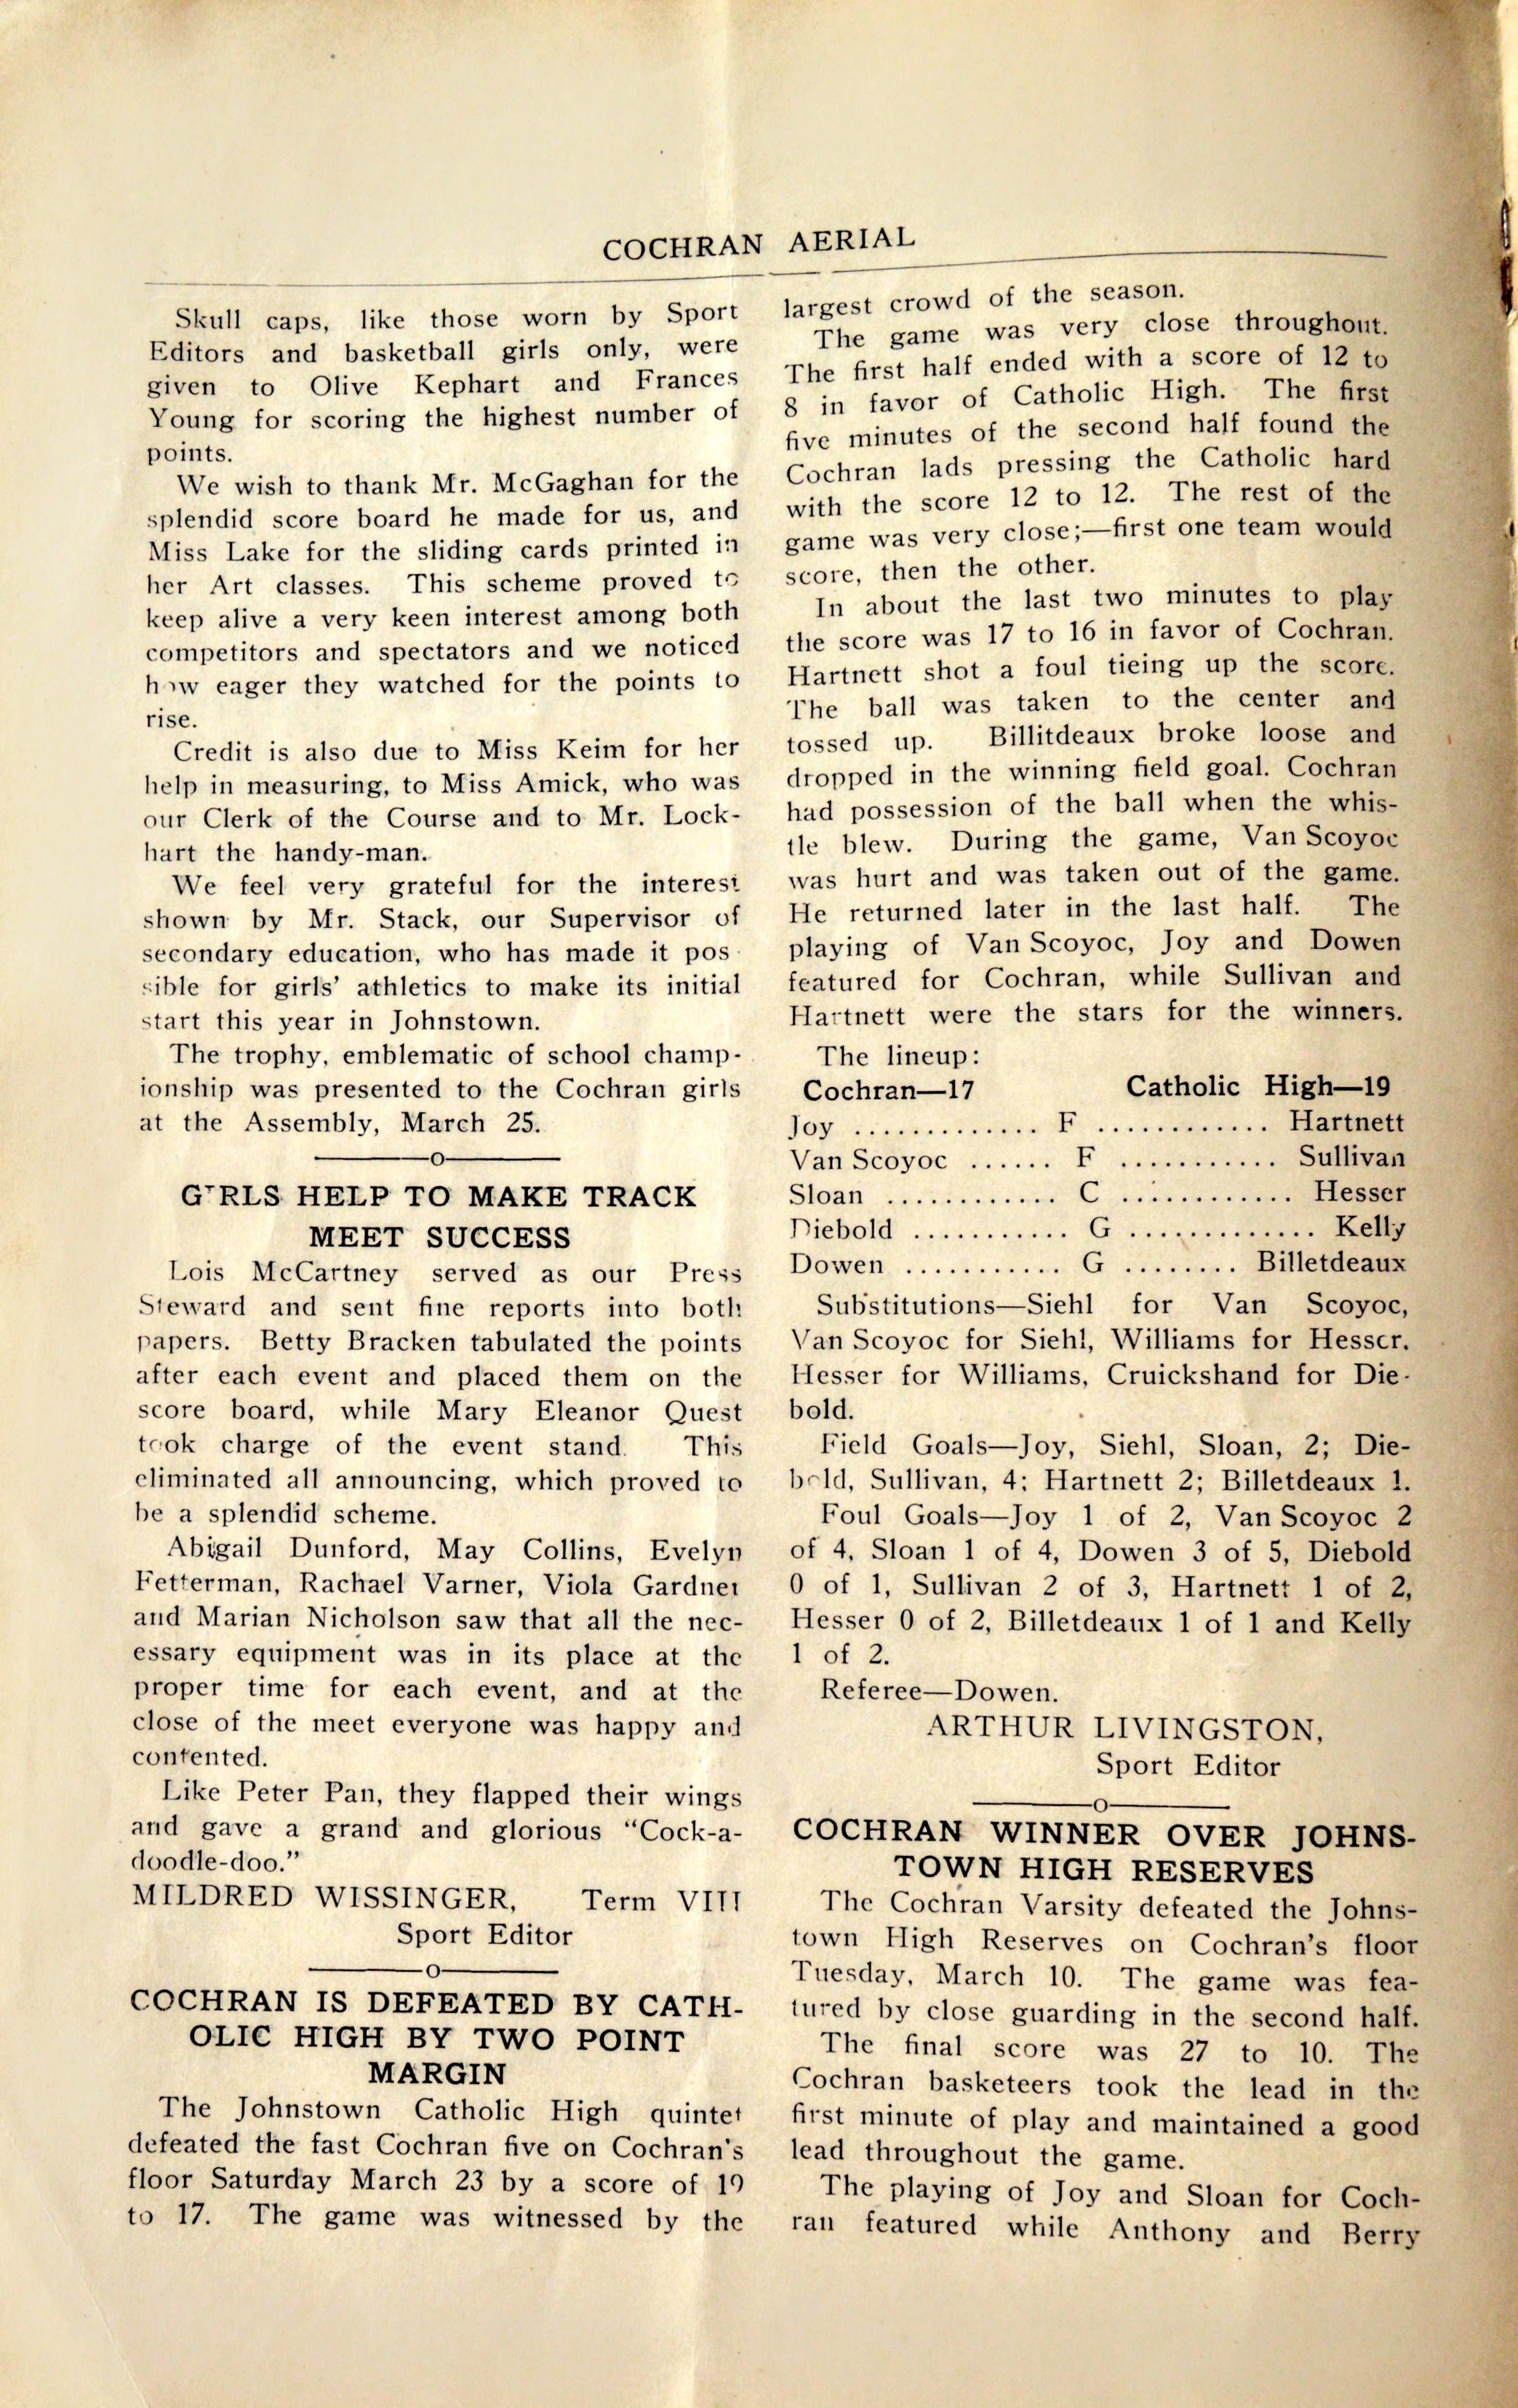 COCHRAN AERIAL
Skull caps, like those worn by Sport
Editors and basketball girls only, were
given to Olive Kephart and Frances
Young for scoring the highest number of
points.
We wish to thank Mr. McGaghan for the
splendid score board he made for us, and
Miss Lake for the sliding cards printed in
her Art classes. This scheme proved to
keep alive a very keen interest among both
competitors and spectators and we noticed
how eager they watched for the points to
rise.
Credit is also due to Miss Keim for her
help in measuring, to Miss Amick, who was
our Clerk of the Course and to Mr. Lock-
hart the handy-man.
We feel very grateful for the interest
shown by Mr. Stack, our Supervisor of
secondary education, who has made it pos-
sible for girls' athletics to make its initial
start this year in Johnstown.
The trophy, emblematic of school champ-
ionship was presented to the Cochran girls
at the Assembly, March 25.
GIRLS HELP TO MAKE TRACK
MEET SUCCESS
Lois McCartney served as our Press
Steward and sent fine reports into both
papers. Betty Bracken tabulated the points
after each event and placed them on the
score board, while Mary Eleanor Quest
took charge of the event stand. This
eliminated all announcing, which proved to
be a splendid scheme.
Abigail Dunford, May Collins, Evelyn
Fetterman, Rachael Varner, Viola Gardner
and Marian Nicholson saw that all the nec-
essary equipment was in its place at the
proper time for each event, and at the
close of the meet everyone was happy and
contented.
Like Peter Pan, they flapped their wings
and gave a grand and glorious "Cock-a-
doodle-doo."
MILDRED WISSINGER, Term VIII
Sport Editor
COCHRAN IS DEFEATED BY CATH-
OLIC HIGH BY TWO POINT
MARGIN
The Johnstown Catholic High quintet
defeated the fast Cochran five on Cochran's
floor Saturday March 23 by a score of 19
to 17. The game was witnessed by the
largest crowd of the season.
The game was very close throughout.
The first half ended with a score of 12 to
8 in favor of Catholic High. The first
five minutes of the second half found the
Cochran lads pressing the Catholic hard
with the score 12 to 12. The rest of the
game was very close;—first one team would
score, then the other.
In about the last two minutes to play
the score was 17 to 16 in favor of Cochran.
Hartnett shot a foul tieing up the score.
The ball was taken to the center and
tossed up. Billitdeaux broke loose and
dropped in the winning field goal. Cochran
had possession of the ball when the whis-
tle blew. During the game, Van Scoyoc
was hurt and was taken out of the game.
He returned later in the last half. The
playing of Van Scoyoc, Joy and Dowen
featured for Cochran, while Sullivan and
Hartnett were the stars for the winners.
The lineup:
Cochran—17 Catholic High—19
Joy ............. F ............ Hartnett
Van Scoyoc ...... F ........... Sullivan
Sloan ............ C ............ Hesser
Diebold ........... G ............. Kelly
Dowen ........... G ........ Billetdeaux
Substitutions—Siehl for Van Scoyoc,
Van Scoyoc for Siehl, Williams for Hesser.
Hesser for Williams, Cruickshand for Die-
bold.
Field Goals—Joy, Siehl, Sloan, 2; Die-
bold, Sullivan, 4; Hartnett 2; Billetdeaux 1.
Foul Goals—Joy 1 of 2, Van Scoyoc 2
of 4, Sloan 1 of 4, Dowen 3 of 5, Diebold
0 of 1, Sullivan 2 of 3, Hartnett 1 of 2,
Hesser 0 of 2, Billetdeaux 1 of 1 and Kelly
1 of 2.
Referee—Dowen.
ARTHUR LIVINGSTON,
Sport Editor
COCHRAN WINNER OVER JOHNS-
TOWN HIGH RESERVES
The Cochran Varsity defeated the Johns-
town High Reserves on Cochran's floor
Tuesday, March 10. The game was fea-
tured by close guarding in the second half.
The final score was 27 to 10. The
Cochran basketeers took the lead in the
first minute of play and maintained a good
lead throughout the game.
The playing of Joy and Sloan for Coch-
ran featured while Anthony and Berry